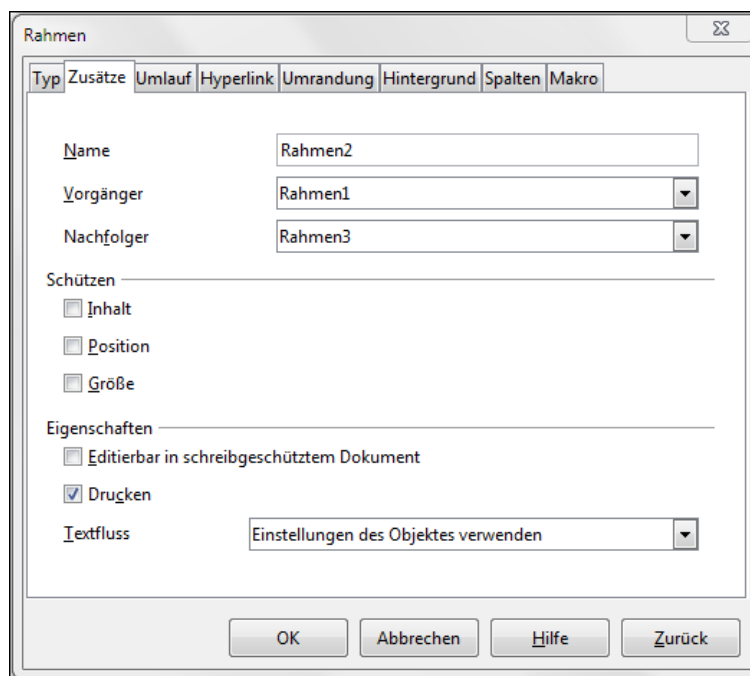 Rahmen
Typ Zusätze Umlauf Hyperlink Umrandung Hintergrund Spalten Makro
Name Rahmen2
Vorgänger Rahmen1
Nachfolger Rahmen3
Schützen
Inhalt
Position
Größe
Eigenschaften
Editierbar in schreibgeschütztem Dokument
Drucken
Textfluss Einstellungen des Objektes verwenden
OK Abbrechen Hilfe Zurück